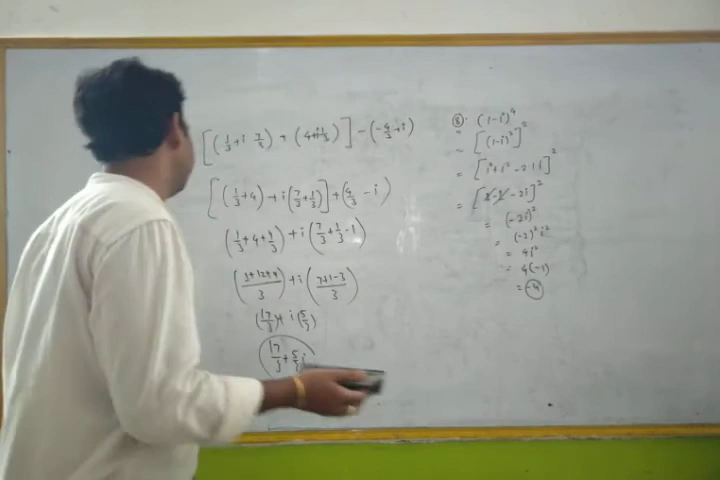 [(1/3+i 7/3) + (4+i1/3)] - (-4/3+i)
[(1/3+4)+i(7/3+1/3)]+(4/3-i)
(1/3+4+4/3)+i(7/3+1/3-1)
(3+12+4/3)+i(7+1-3/3)
(17/3)+i(5/3)
17/3+5/3i
8. (1-i)^4
= [(1-i)^2]^2
= [1^2+i^2-2·1·i]^2
= [1-1-2i]^2
= (-2i)^2
= (-2)^2 i^2
= 4i^2
= 4(-1)
= -4